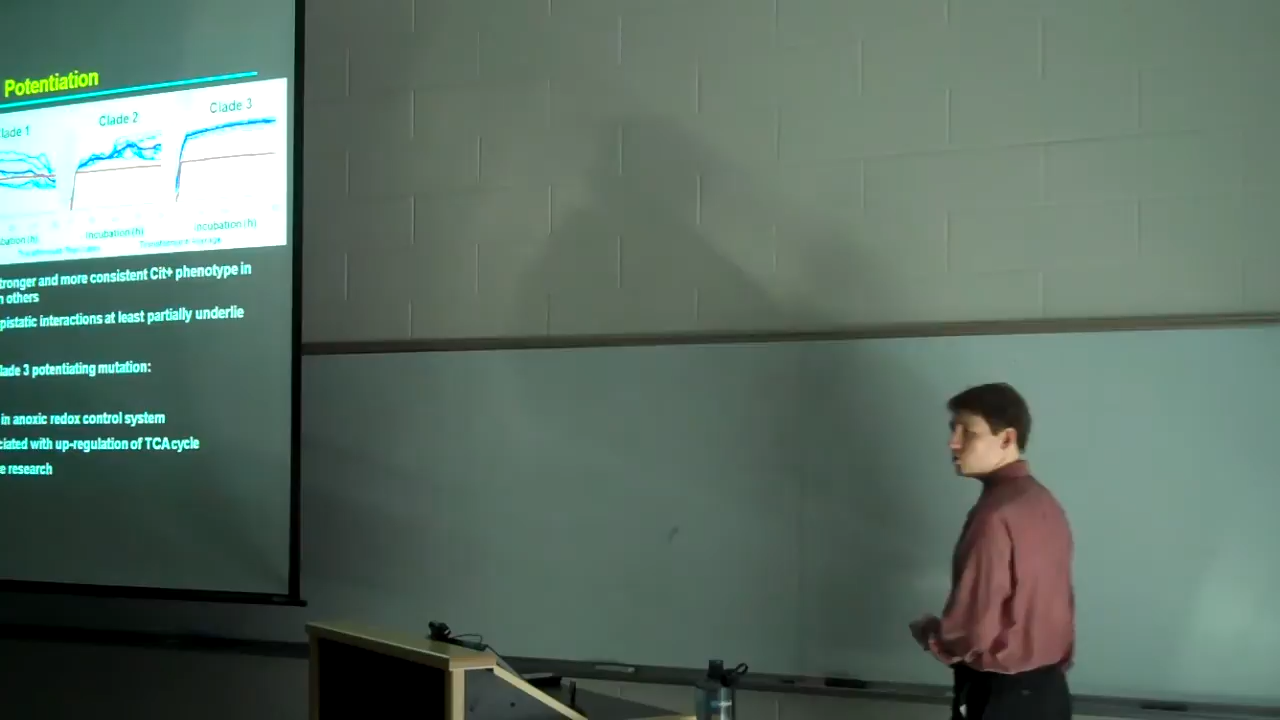 Potentiation
lade 1
Clade 2
Clade 3
bation (h)
Incubation (h)
Incubation (h)
tronger and more consistent Cit+ phenotype in
n others
pistatic interactions at least partially underlie
lade 3 potentiating mutation:
in anoxic redox control system
ciated with up-regulation of TCA cycle
e research